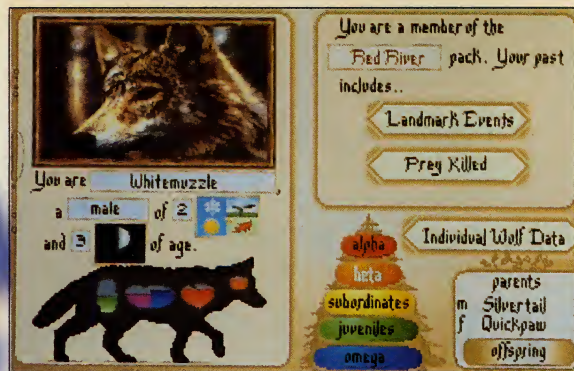 You are Whitemuzzle,
a male of 2
and 3 of age.
You are a member of the
Red River pack. Your past
includes..
Landmark Events
Prey Killed
alpha
beta
subordinates
juveniles
omega
Individual Wolf Data
parents
m Silvertail
f Quickpaw
offspring